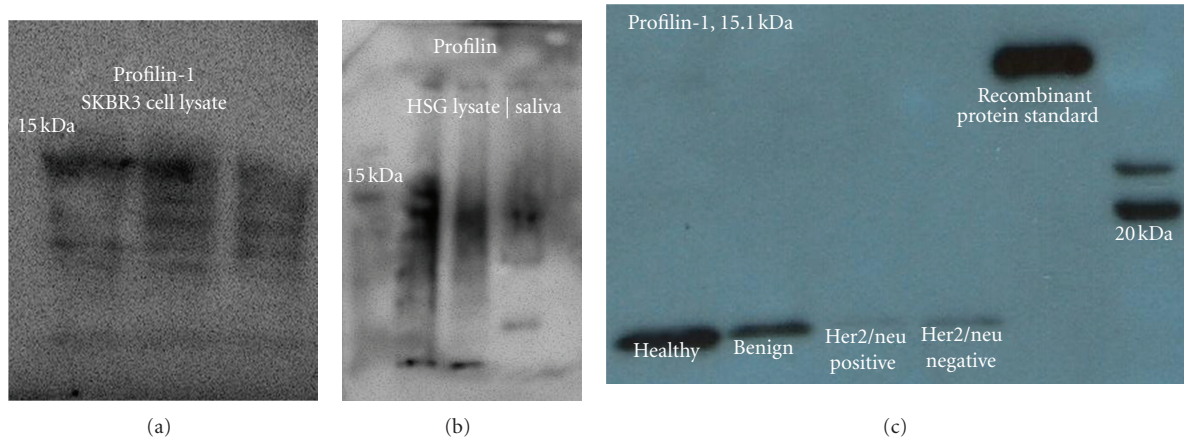 Profilin-1
SKBR3 cell lysate
15 kDa
(a)
Profilin
HSG lysate | saliva
15 kDa
(b)
Profilin-1, 15.1 kDa
Recombinant
protein standard
20 kDa
Healthy
Benign
Her2/neu
positive
Her2/neu
negative
(c)